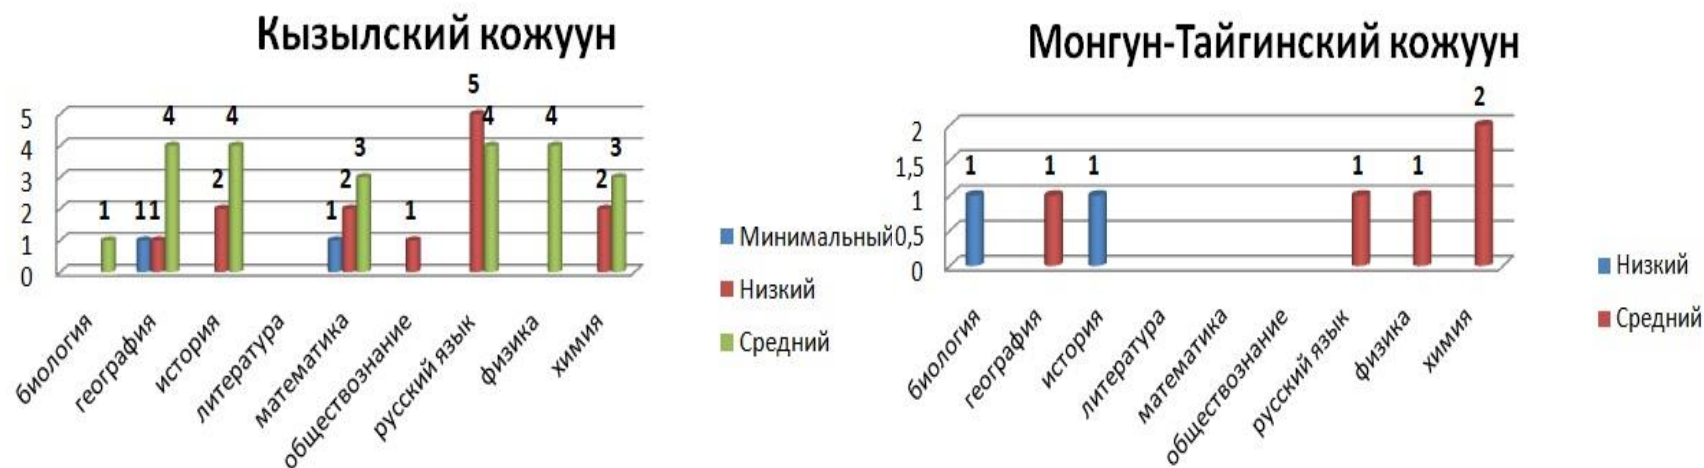 Кызылский кожуун
5
4
3
2
1
0
1
1
1
4
2
4
1
2
3
1
5
4
4
2
3
биология
география
история
литература
математика
обществознание
русский язык
физика
химия
Минимальный
Низкий
Средний
Монгун-Тайгинский кожуун
2
1,5
1
0,5
0
1
1
1
1
1
2
биология
география
история
литература
математика
обществознание
русский язык
физика
химия
Низкий
Средний